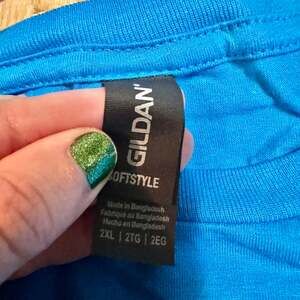 GILDAN
OFTSTYLE
Made in Bangladesh
Fabriqué au Bangladesh
Hecho en Bangladesh
2XL | 2TG | 2EG